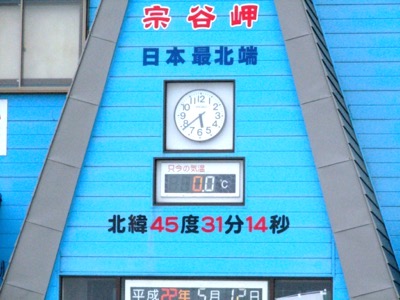 宗谷岬
日本最北端
只今の気温
0.0 ℃
北緯45度31分14秒
平成22年 5月12日